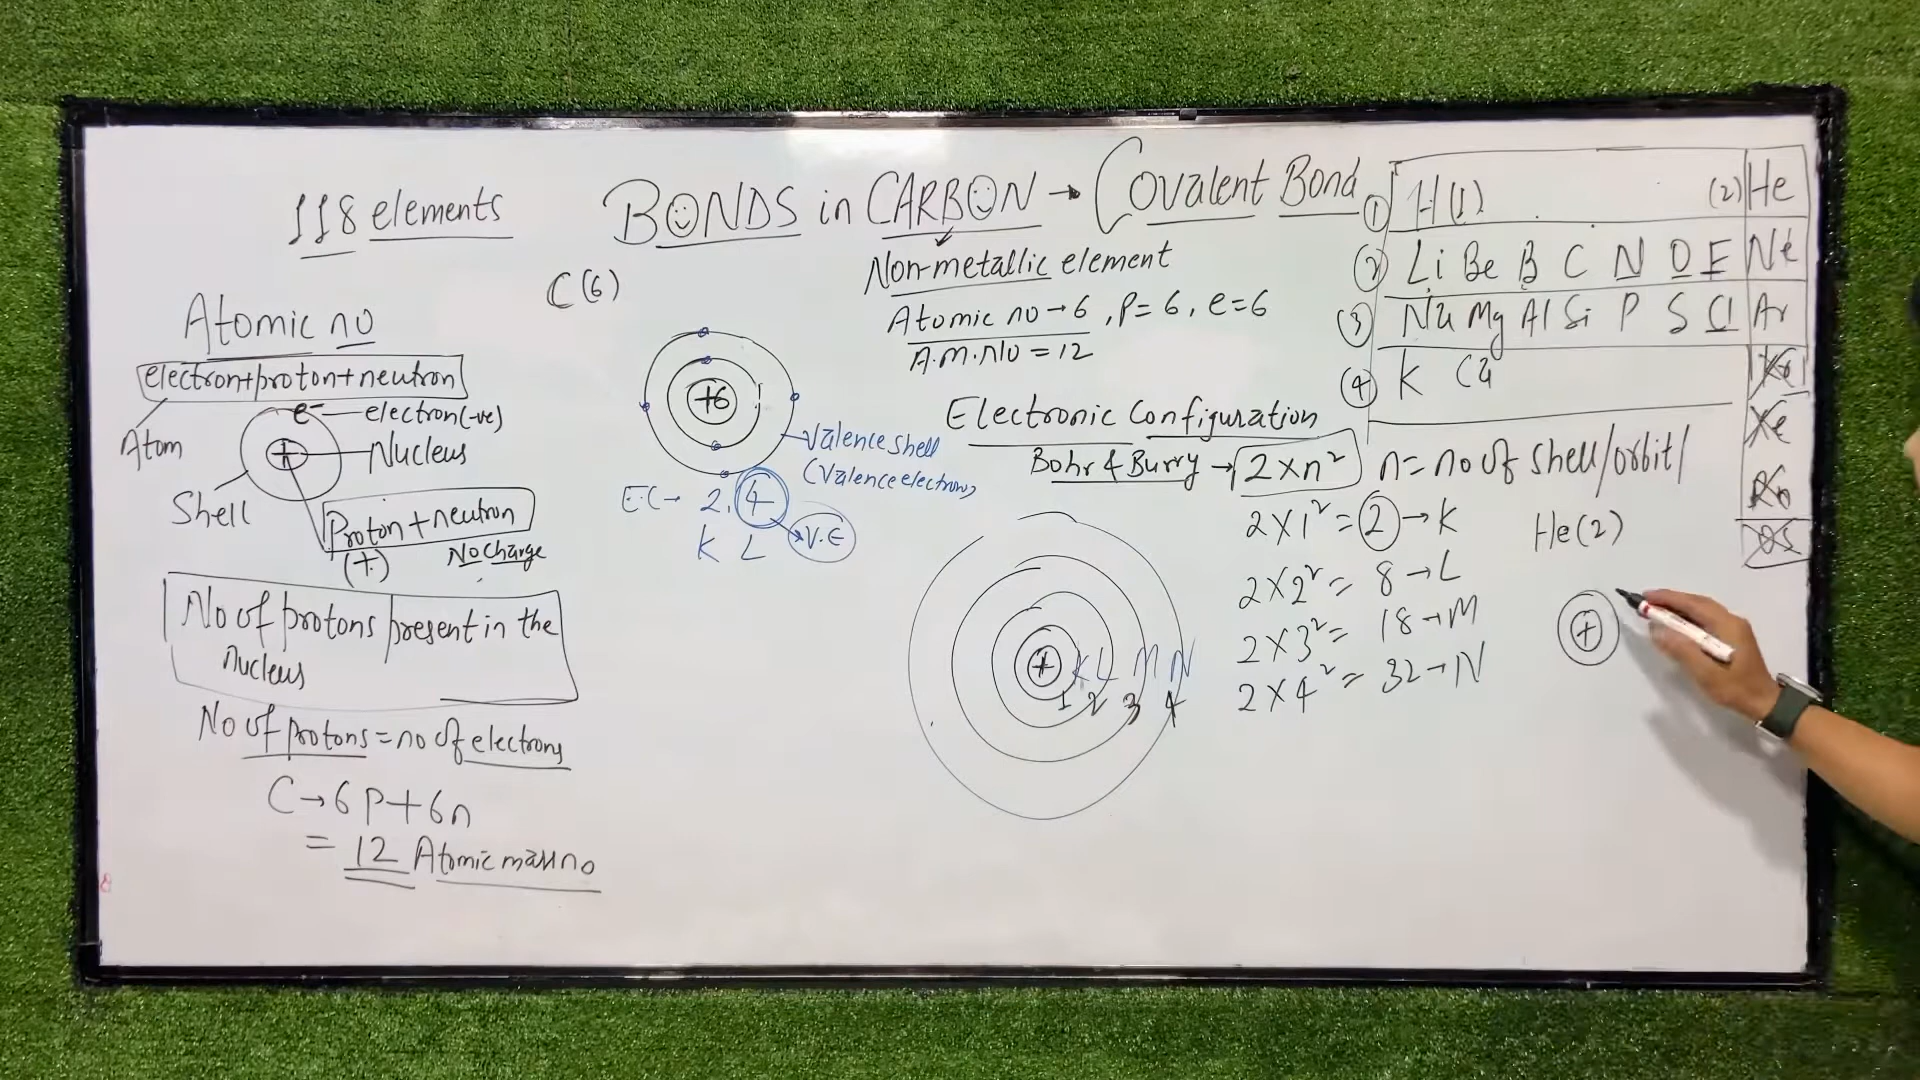 118 elements
BONDS in CARBON → Covalent Bond
C(6)
Non-metallic element
Atomic no → 6, p=6, e=6
A.M.No = 12
Atomic no
electron+proton+neutron
Atom
e-
electron(-ve)
+
Nucleus
Shell
Proton + neutron
(+)
No charge
No of protons present in the
nucleus
No of protons = no of electrons
C → 6p + 6n
= 12 Atomic mass no
+6
Valence shell
(Valence electron)
E.C → 2, 4
K L
V.E
Electronic Configuration
Bohr & Burry → 2×n² n = no of shell/orbit/
2×1² = 2 → K
2×2² = 8 → L
2×3² = 18 → M
2×4² = 32 → N
+ K L M N
1 2 3 4
He(2)
+
(1) H(1) (2) He
(2) Li Be B C N O F Ne
(3) Na Mg Al Si P S Cl Ar
(4) K Ca Kr
Xe
Rn
8